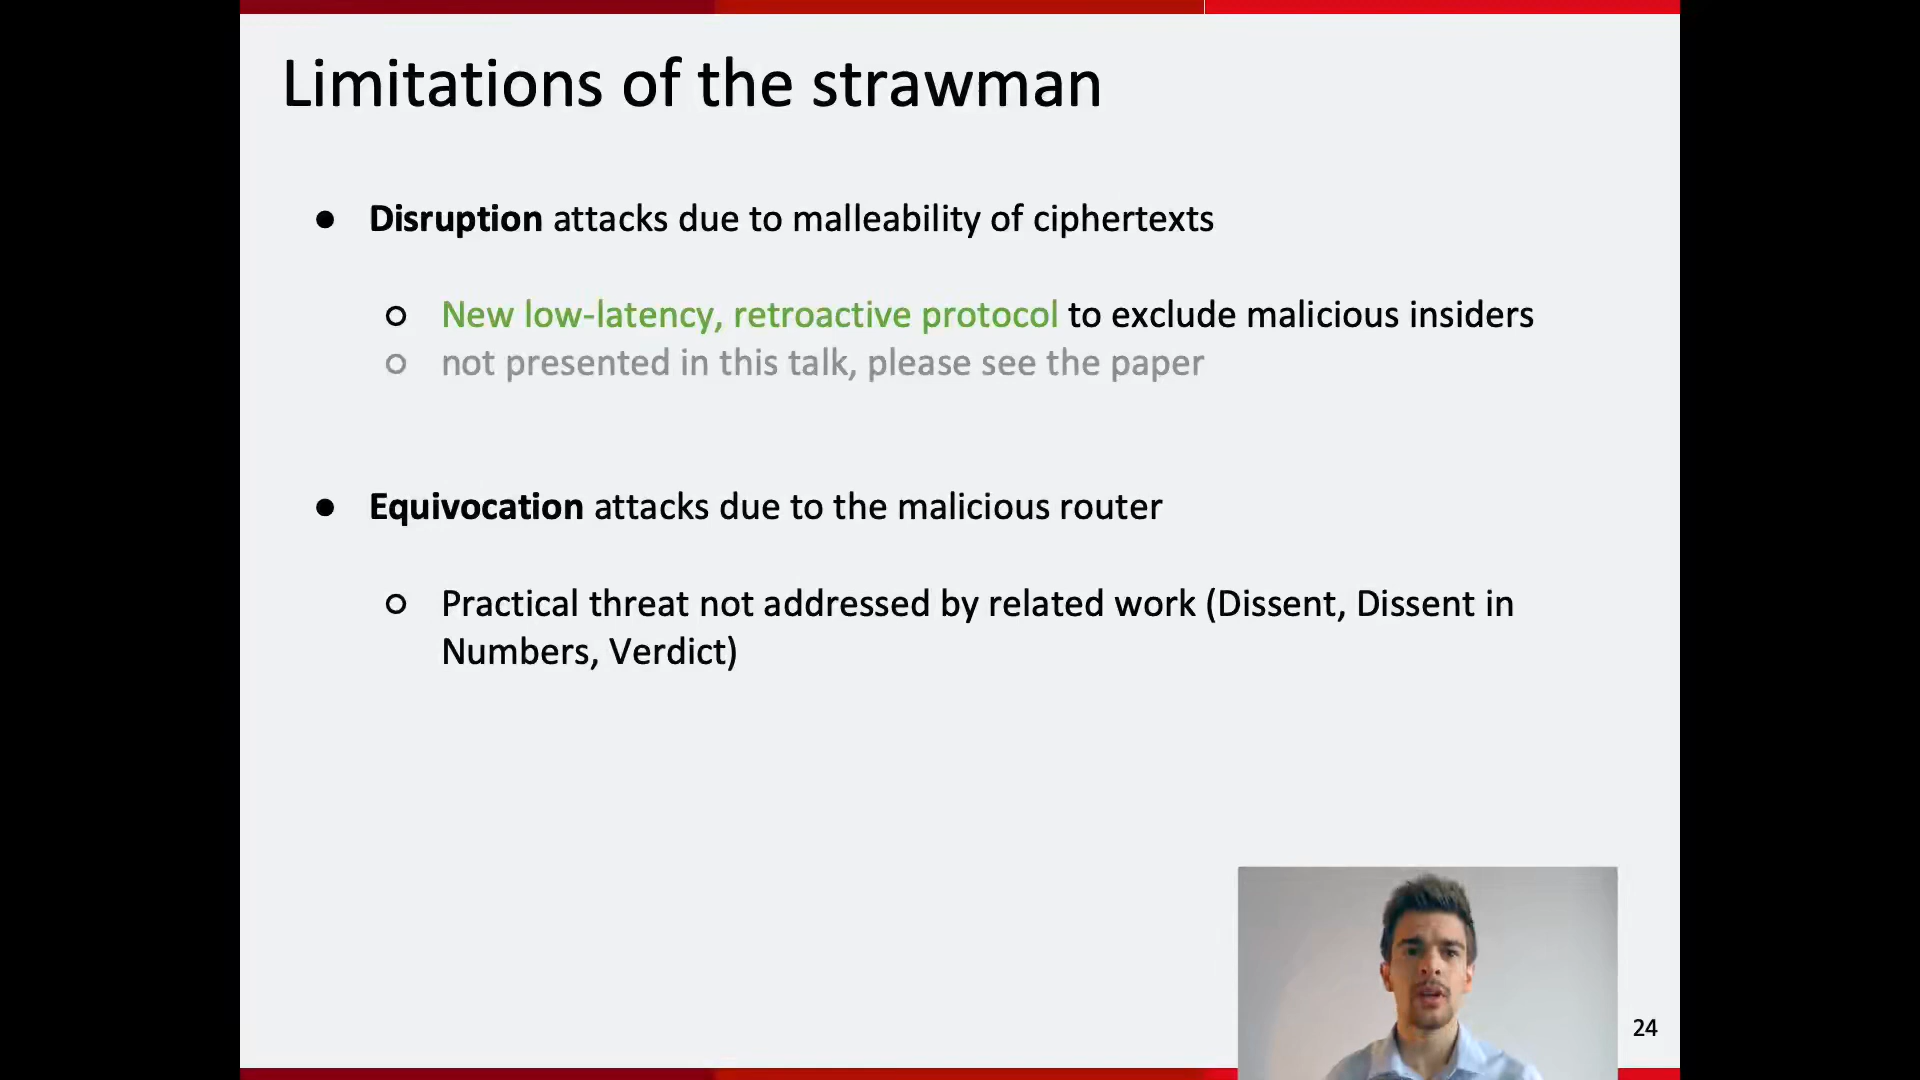 Limitations of the strawman
● Disruption attacks due to malleability of ciphertexts
○ New low-latency, retroactive protocol to exclude malicious insiders
○ not presented in this talk, please see the paper
● Equivocation attacks due to the malicious router
○ Practical threat not addressed by related work (Dissent, Dissent in
Numbers, Verdict)
24